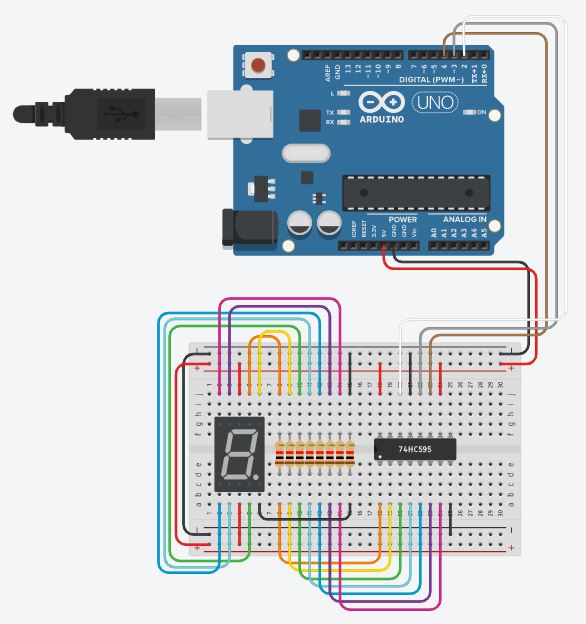 AREF
GND
13
12
~11
~10
~9
8
7
~6
~5
4
~3
2
TX→1
RX←0
DIGITAL (PWM~)
L
TX
RX
UNO
ON
ARDUINO
POWER
ANALOG IN
IOREF
RESET
3.3V
5V
GND
GND
Vin
A0
A1
A2
A3
A4
A5
j
i
h
g
f
74HC595
e
d
c
b
a